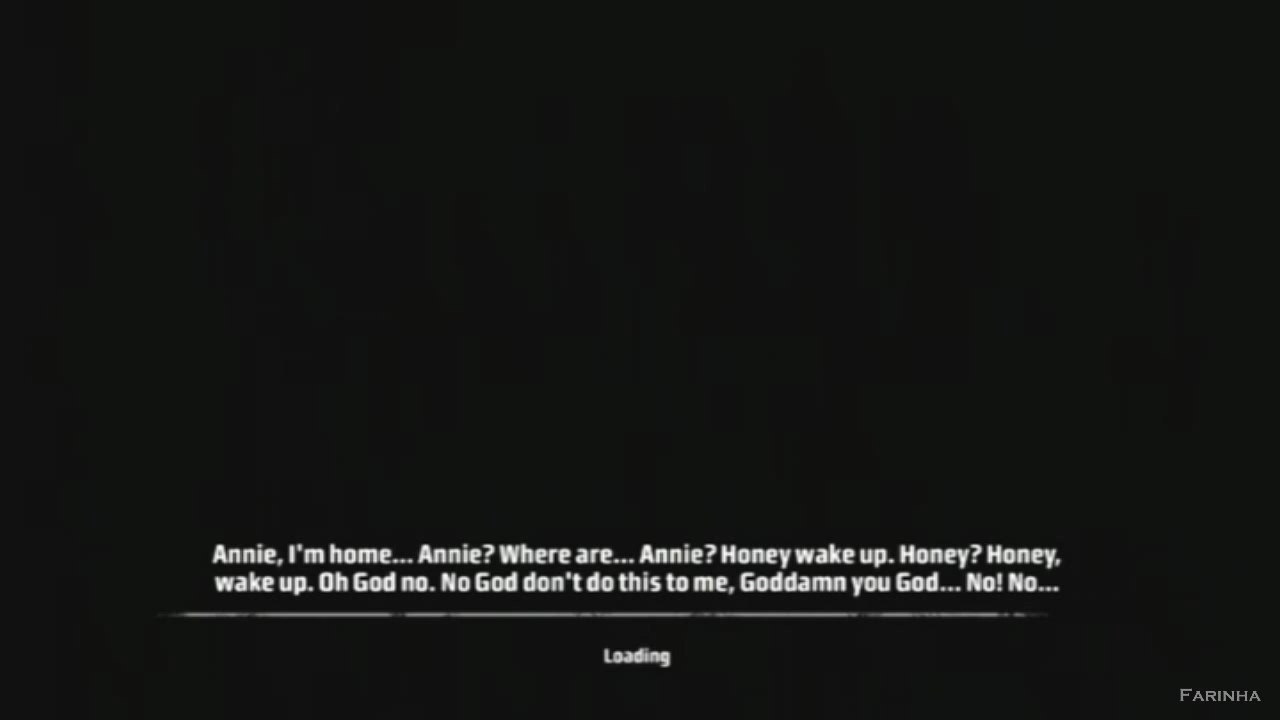 Annie, I'm home... Annie? Where are... Annie? Honey wake up. Honey? Honey,
wake up. Oh God no. No God don't do this to me, Goddamn you God... No! No...
Loading
FARINHA